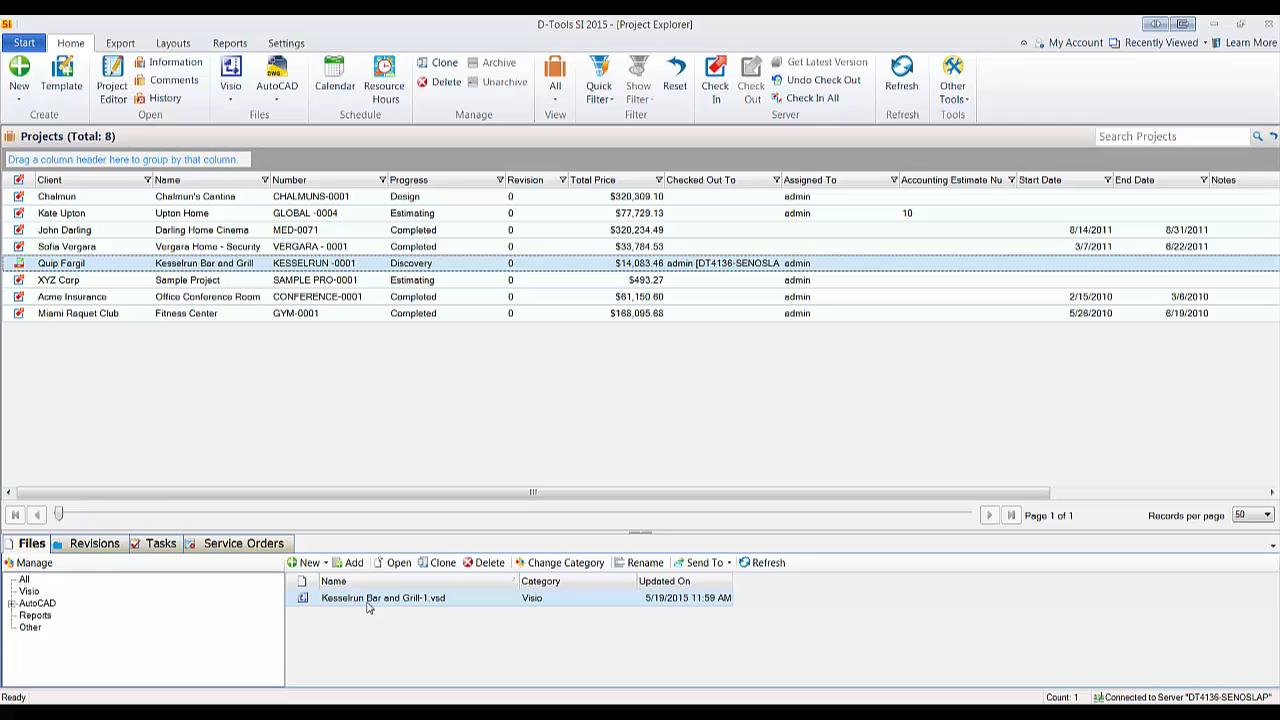 SI D-Tools SI 2015 - [Project Explorer]
Start Home Export Layouts Reports Settings My Account Recently Viewed Learn More
New Template Project Editor Information Comments History Visio AutoCAD Calendar Resource Hours Clone Archive Delete Unarchive All Quick Filter Show Filter Reset Check In Check Out Get Latest Version Undo Check Out Check In All Refresh Other Tools
Create Open Files Schedule Manage View Filter Server Refresh Tools
Projects (Total: 8) Search Projects
Drag a column header here to group by that column.
Client Name Number Progress Revision Total Price Checked Out To Assigned To Accounting Estimate Nu Start Date End Date Notes
Chalmun Chalmun's Cantina CHALMUNS-0001 Design 0 $320,309.10 admin
Kate Upton Upton Home GLOBAL -0004 Estimating 0 $77,729.13 admin 10
John Darling Darling Home Cinema MED-0071 Completed 0 $320,234.49 8/14/2011 8/31/2011
Sofia Vergara Vergara Home - Security VERGARA - 0001 Completed 0 $33,784.53 3/7/2011 6/22/2011
Quip Fargil Kesselrun Bar and Grill KESSELRUN -0001 Discovery 0 $14,083.46 admin [DT4136-SENOSLA admin
XYZ Corp Sample Project SAMPLE PRO-0001 Estimating 0 $493.27 admin
Acme Insurance Office Conference Room CONFERENCE-0001 Completed 0 $61,150.60 admin 2/15/2010 3/6/2010
Miami Raquet Club Fitness Center GYM-0001 Completed 0 $168,095.68 admin 5/26/2010 6/19/2010
Page 1 of 1 Records per page 50
Files Revisions Tasks Service Orders
Manage New Add Open Clone Delete Change Category Rename Send To Refresh
All Name Category Updated On
Visio Kesselrun Bar and Grill-1.vsd Visio 5/19/2015 11:59 AM
AutoCAD
Reports
Other
Ready Count: 1 Connected to Server "DT4136-SENOSLAP"